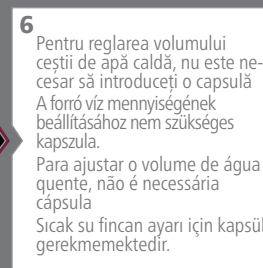 6
Pentru reglarea volumului
ceștii de apă caldă, nu este ne-
cesar să introduceți o capsulă
A forró víz mennyiségének
beállításához nem szükséges
kapszula.
Para ajustar o volume de água
quente, não é necessária
cápsula
Sıcak su fincan ayarı için kapsül
gerekmemektedir.